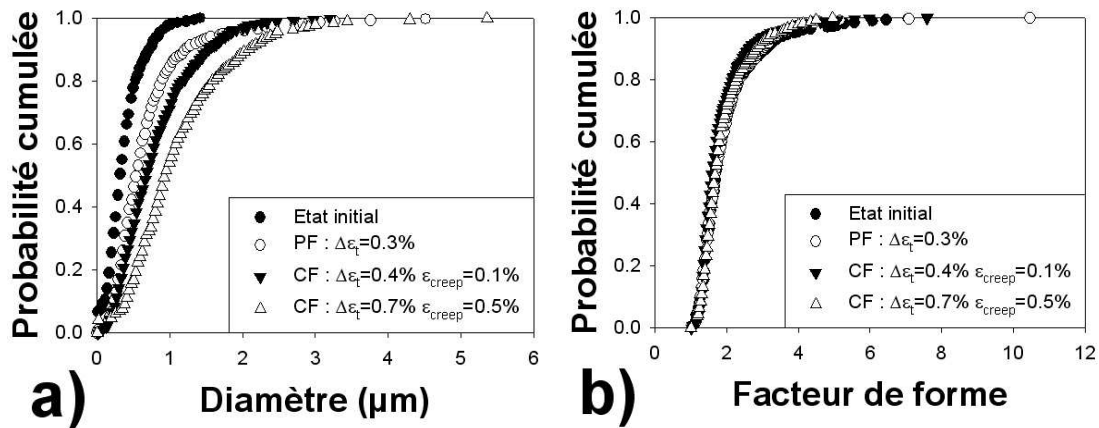 Probabilité cumulée
1.0
0.8
0.6
0.4
0.2
0.0
Etat initial
PF : Δεt=0.3%
CF : Δεt=0.4% εcreep=0.1%
CF : Δεt=0.7% εcreep=0.5%
0 1 2 3 4 5 6
a)
Diamètre (µm)
Probabilité cumulée
1.0
0.8
0.6
0.4
0.2
0.0
Etat initial
PF : Δεt=0.3%
CF : Δεt=0.4% εcreep=0.1%
CF : Δεt=0.7% εcreep=0.5%
0 2 4 6 8 10 12
b)
Facteur de forme